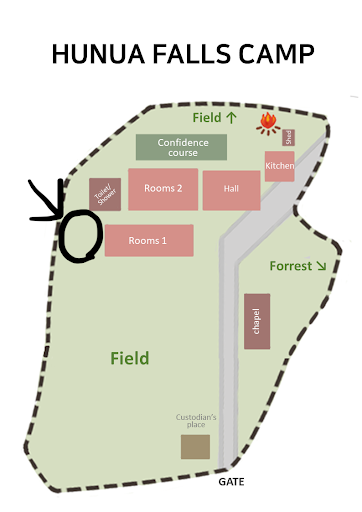 HUNUA FALLS CAMP
Field ↑
Confidence
course
Shed
Kitchen
Toilet/
Shower
Rooms 2
Hall
Rooms 1
Forrest ↘
chapel
Field
Custodian's
place
GATE